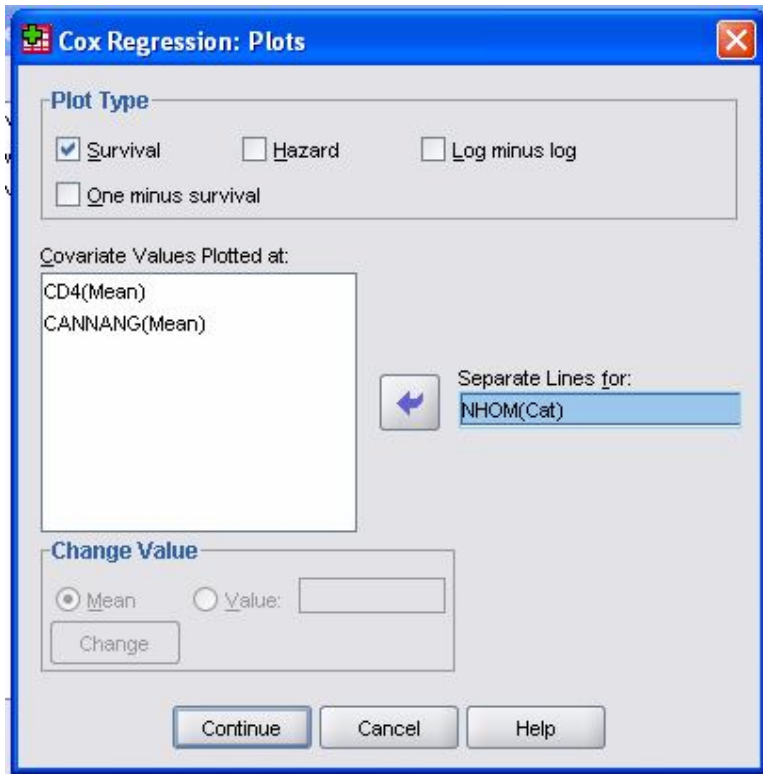 Cox Regression: Plots
Plot Type
Survival
Hazard
Log minus log
One minus survival
Covariate Values Plotted at:
CD4(Mean)
CANNANG(Mean)
Separate Lines for:
NHOM(Cat)
Change Value
Mean
Value:
Change
Continue
Cancel
Help